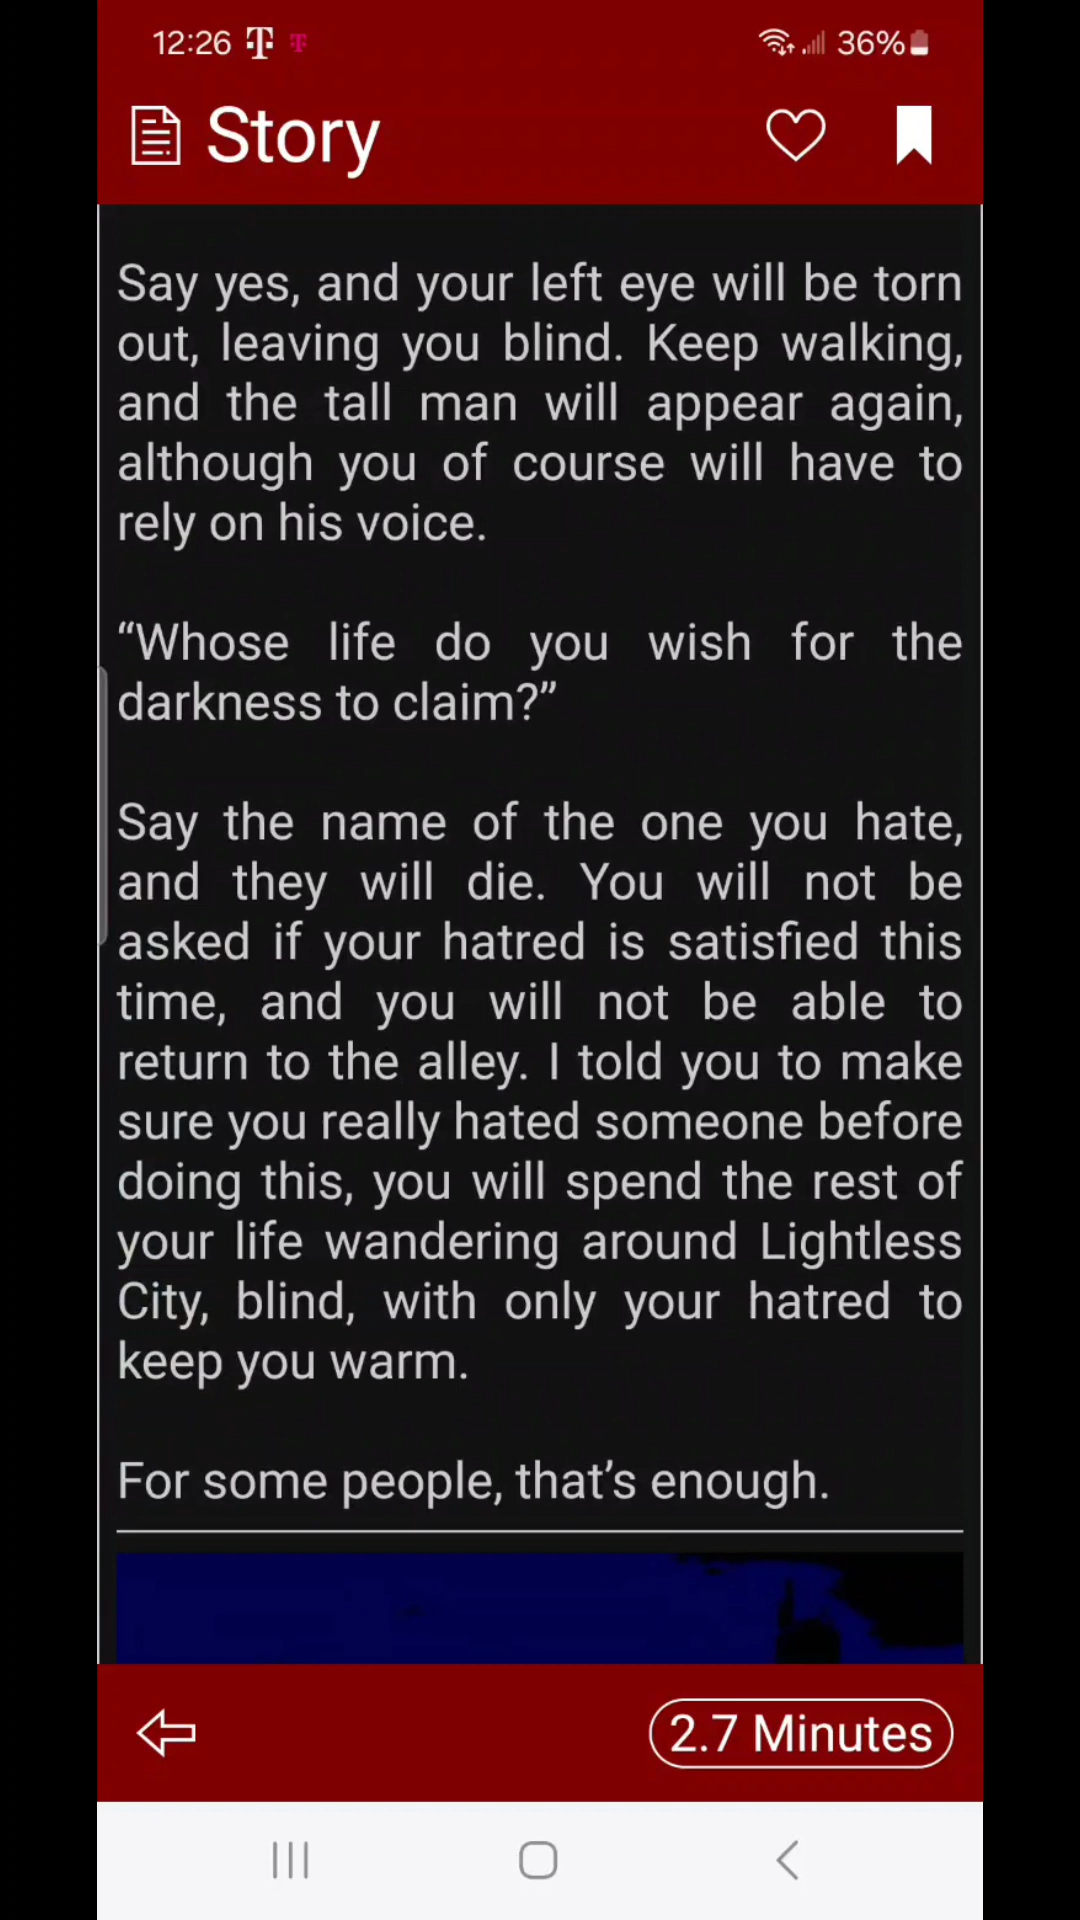 12:26 T T 36%
Story
Say yes, and your left eye will be torn
out, leaving you blind. Keep walking,
and the tall man will appear again,
although you of course will have to
rely on his voice.
“Whose life do you wish for the
darkness to claim?”
Say the name of the one you hate,
and they will die. You will not be
asked if your hatred is satisfied this
time, and you will not be able to
return to the alley. I told you to make
sure you really hated someone before
doing this, you will spend the rest of
your life wandering around Lightless
City, blind, with only your hatred to
keep you warm.
For some people, that’s enough.
2.7 Minutes